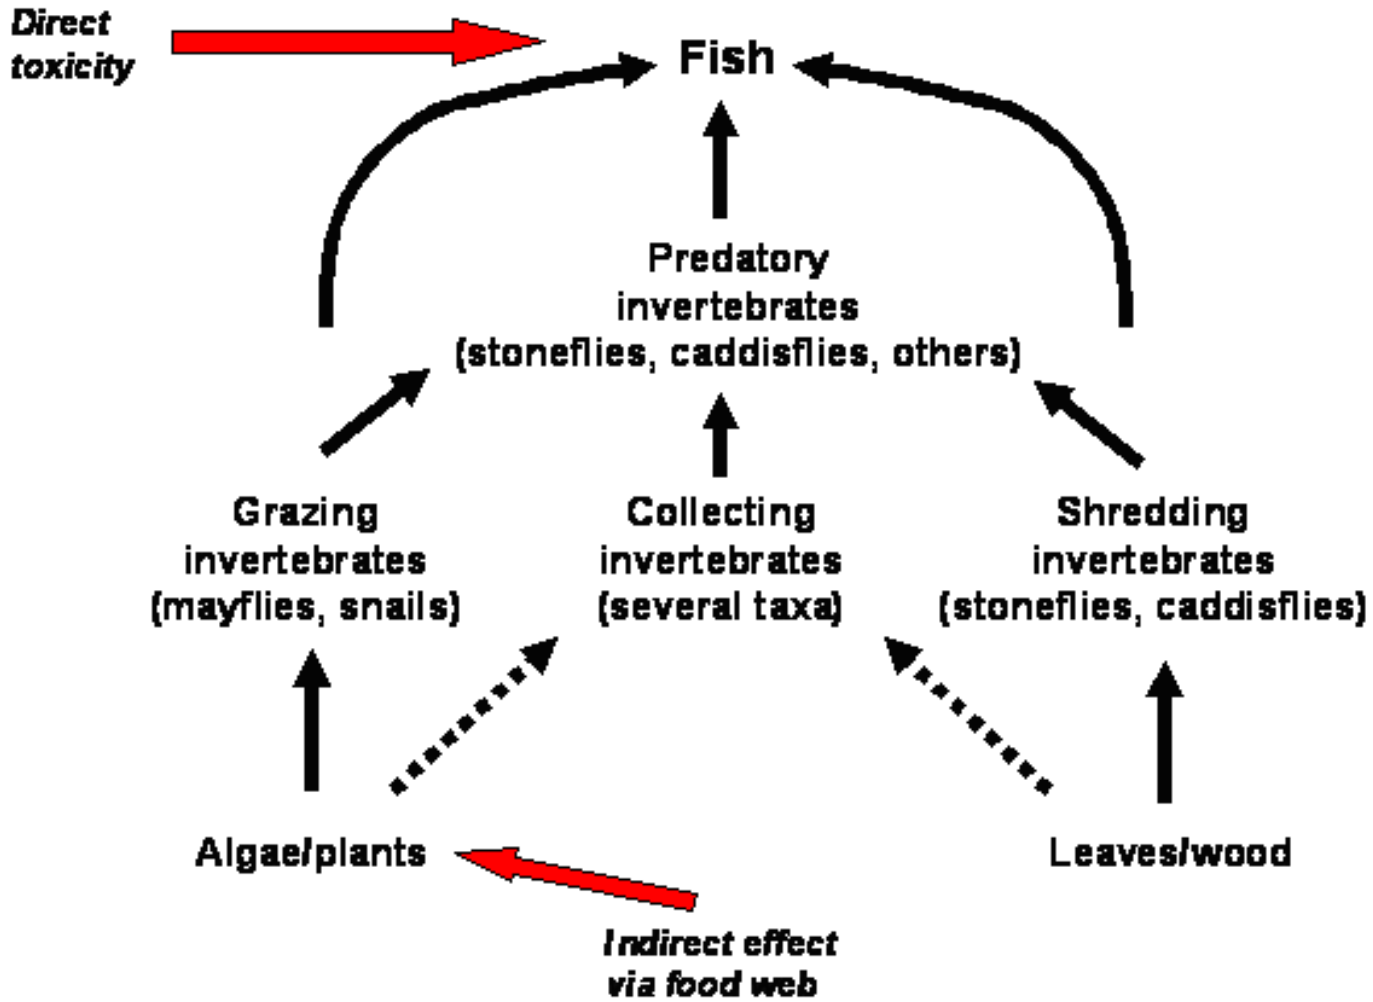 Direct
toxicity
Fish
Predatory
invertebrates
(stoneflies, caddisflies, others)
Grazing
invertebrates
(mayflies, snails)
Collecting
invertebrates
(several taxa)
Shredding
invertebrates
(stoneflies, caddisflies)
Algae/plants
Leaves/wood
Indirect effect
via food web